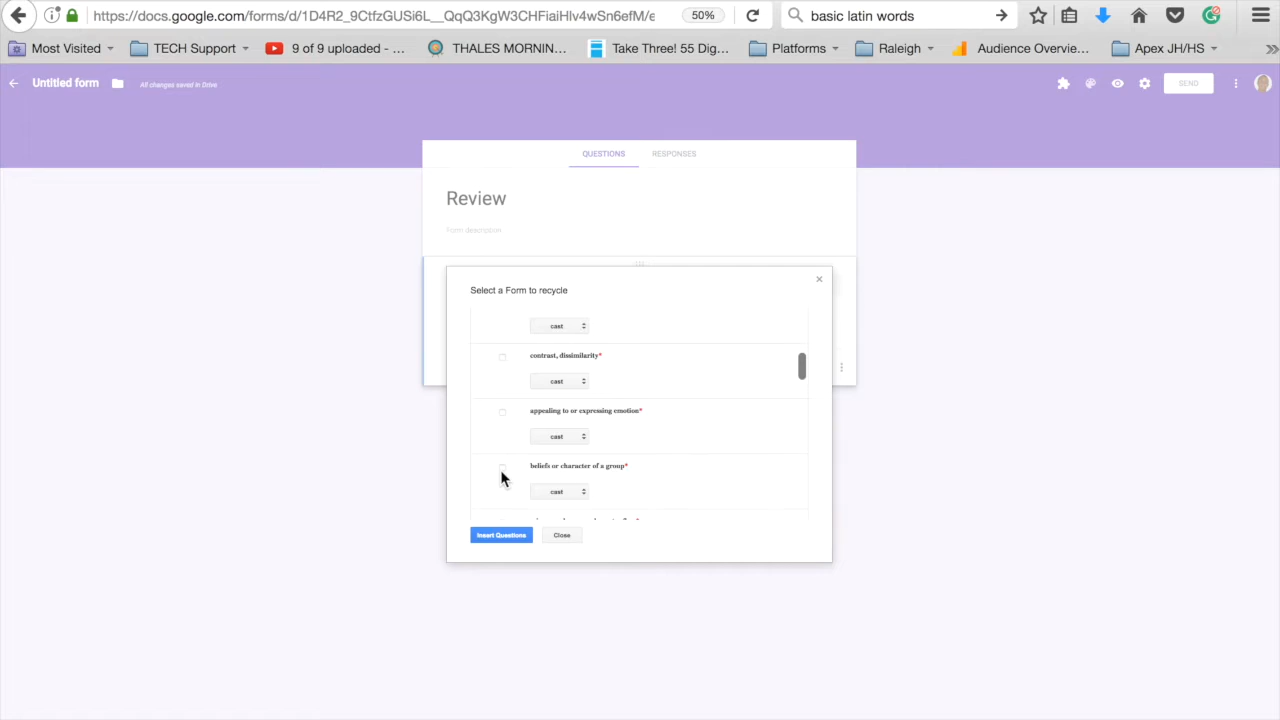 https://docs.google.com/forms/d/1D4R2_9CtfzGUSi6L__QqQ3KgW3CHFiaiHlv4wSn6efM/e
50%
basic latin words
Most Visited
TECH Support
9 of 9 uploaded - ...
THALES MORNIN...
Take Three! 55 Dig...
Platforms
Raleigh
Audience Overvie...
Apex JH/HS
Untitled form
All changes saved in Drive
SEND
QUESTIONS
RESPONSES
Review
Form description
Select a Form to recycle
cast
contrast, dissimilarity*
cast
appealing to or expressing emotion*
cast
beliefs or character of a group*
cast
Insert Questions
Close